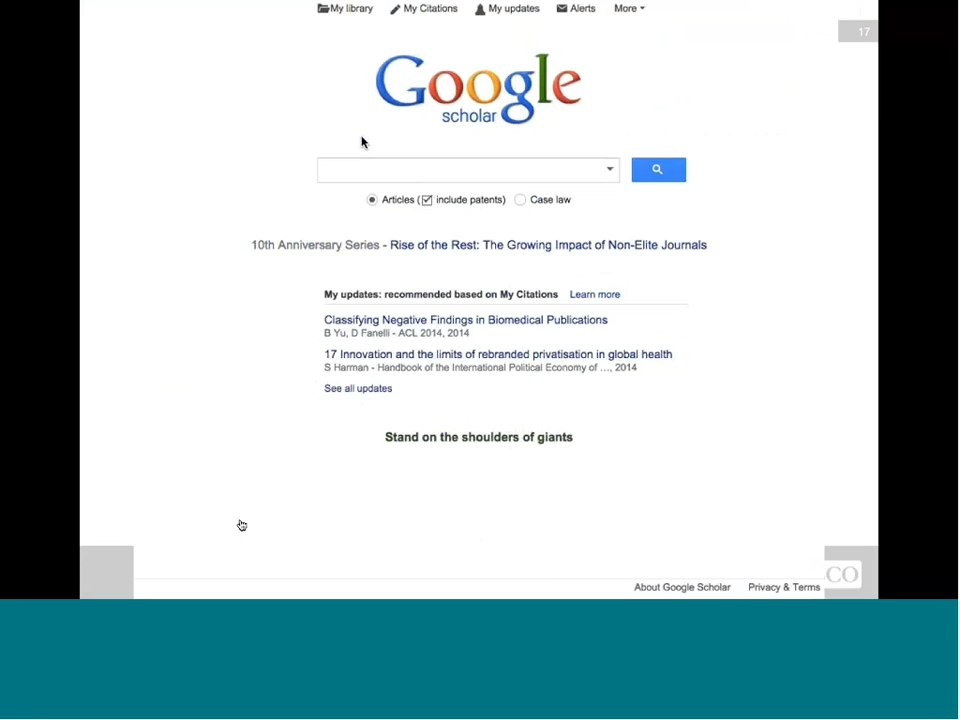 My library My Citations My updates Alerts More
17
Google
scholar
Articles ( include patents) Case law
10th Anniversary Series - Rise of the Rest: The Growing Impact of Non-Elite Journals
My updates: recommended based on My Citations Learn more
Classifying Negative Findings in Biomedical Publications
B Yu, D Fanelli - ACL 2014, 2014
17 Innovation and the limits of rebranded privatisation in global health
S Harman - Handbook of the International Political Economy of ..., 2014
See all updates
Stand on the shoulders of giants
CO
About Google Scholar Privacy & Terms